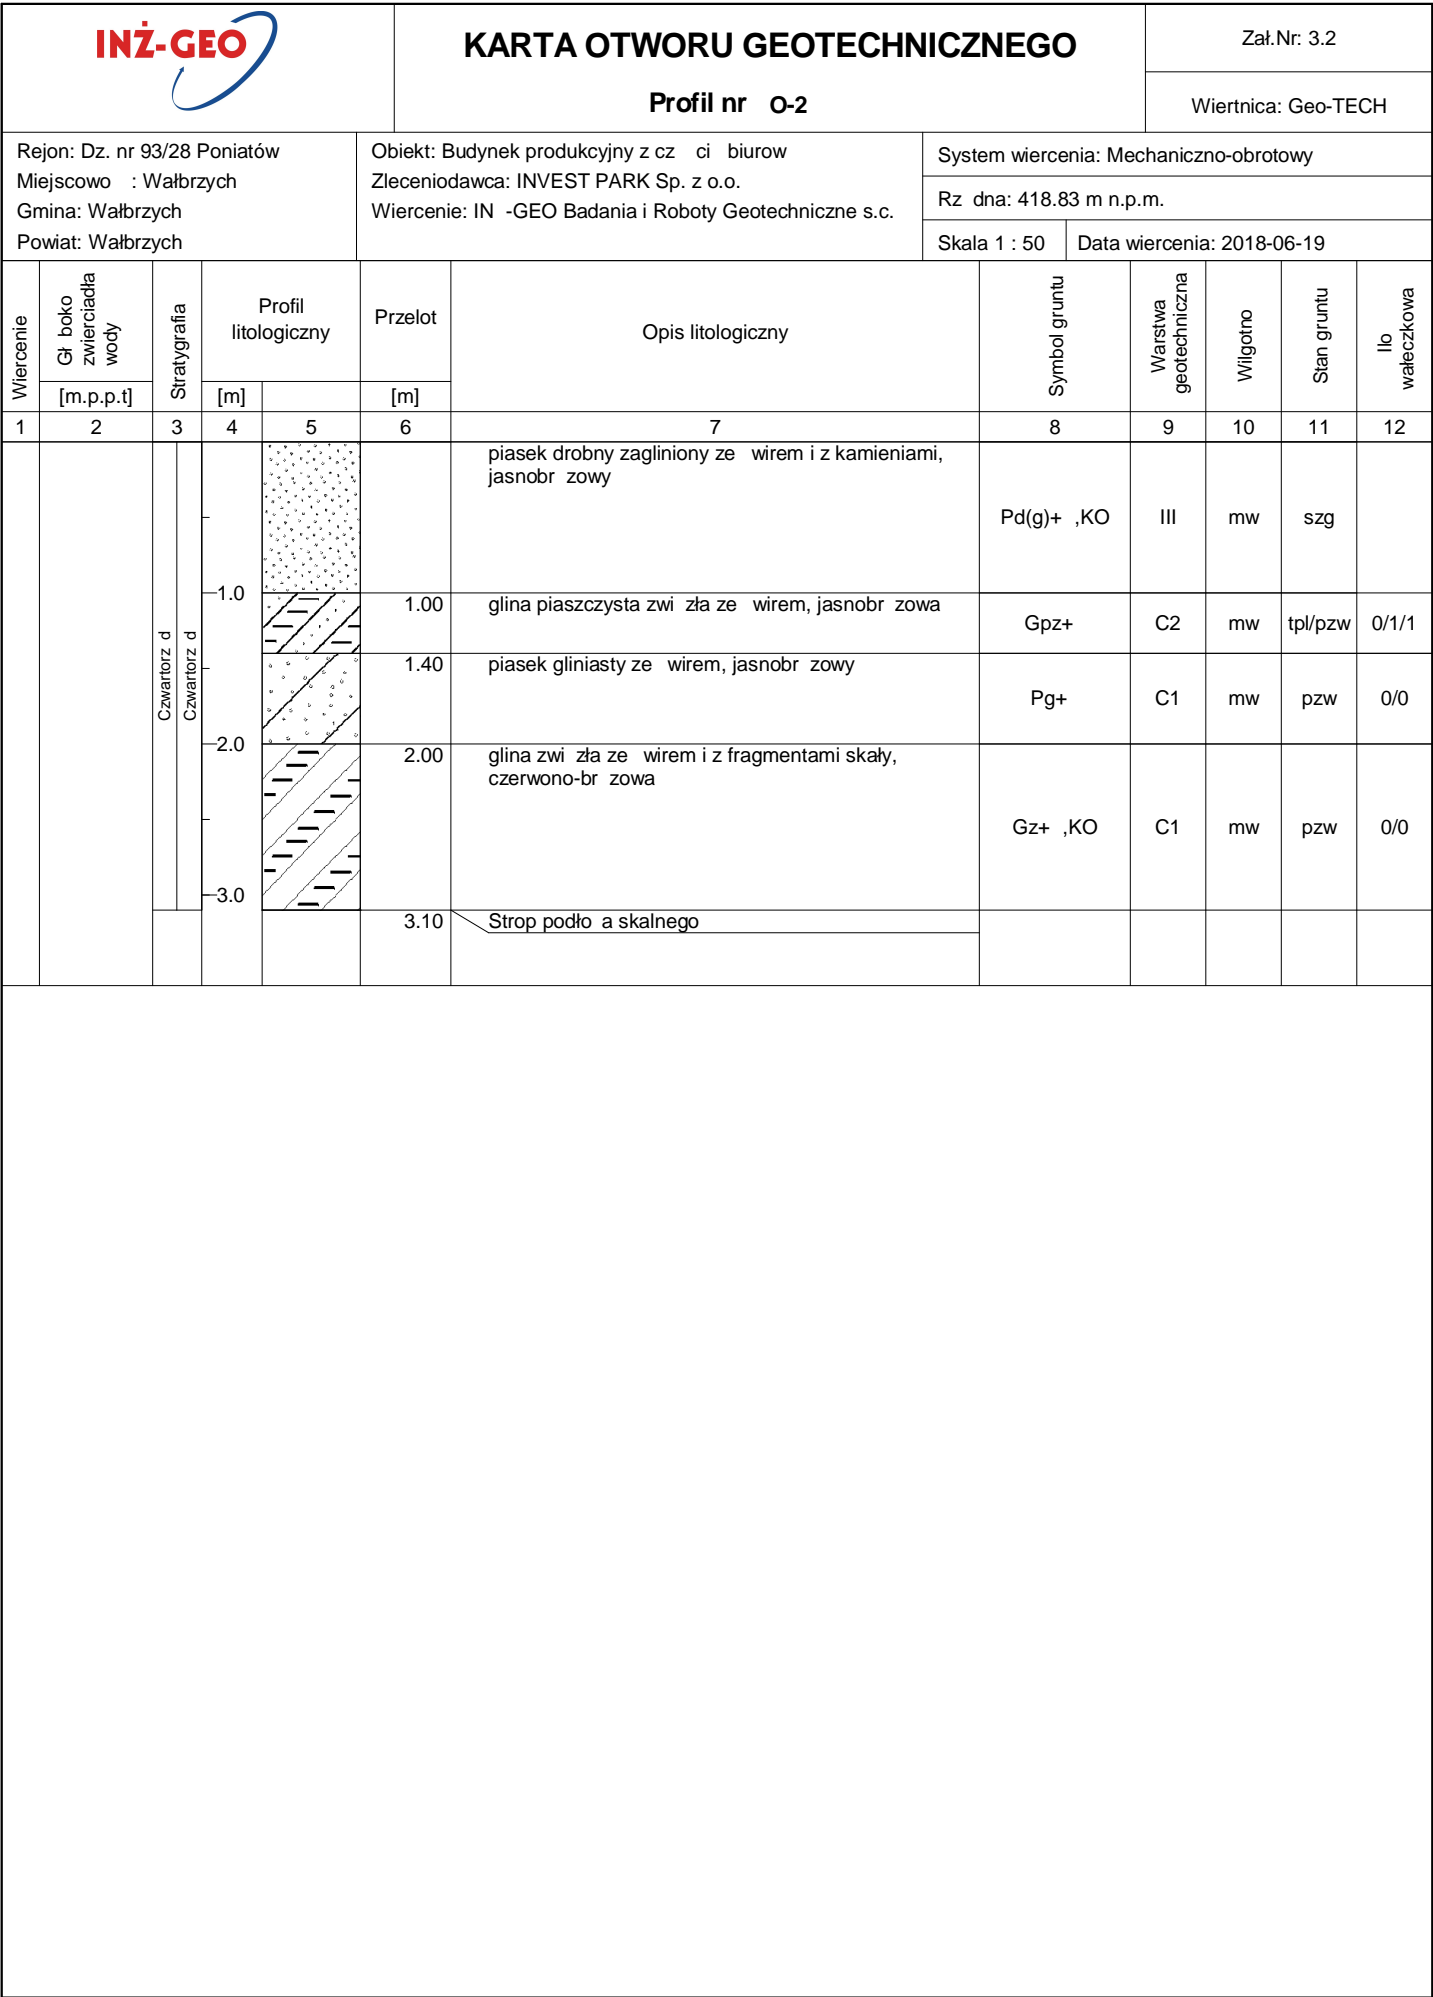 INŻ-GEO
KARTA OTWORU GEOTECHNICZNEGO
Profil nr O-2
Zał.Nr: 3.2
Wiertnica: Geo-TECH
Rejon: Dz. nr 93/28 Poniatów
Miejscowo : Wałbrzych
Gmina: Wałbrzych
Powiat: Wałbrzych
Obiekt: Budynek produkcyjny z cz ci biurow
Zleceniodawca: INVEST PARK Sp. z o.o.
Wiercenie: IN -GEO Badania i Roboty Geotechniczne s.c.
System wiercenia: Mechaniczno-obrotowy
Rz dna: 418.83 m n.p.m.
Skala 1 : 50 Data wiercenia: 2018-06-19
Wiercenie
Gł boko
zwierciadła
wody
[m.p.p.t]
Stratygrafia
Profil
litologiczny
[m]
Przelot
[m]
Opis litologiczny
Symbol gruntu
Warstwa
geotechniczna
Wilgotno
Stan gruntu
Ilo
wałeczkowa
1 2 3 4 5 6 7 8 9 10 11 12
Czwartorz d
Czwartorz d
piasek drobny zagliniony ze wirem i z kamieniami,
jasnobr zowy
Pd(g)+ ,KO III mw szg
1.0
1.00 glina piaszczysta zwi zła ze wirem, jasnobr zowa
Gpz+ C2 mw tpl/pzw 0/1/1
1.40 piasek gliniasty ze wirem, jasnobr zowy
Pg+ C1 mw pzw 0/0
2.0
2.00 glina zwi zła ze wirem i z fragmentami skały,
czerwono-br zowa
Gz+ ,KO C1 mw pzw 0/0
3.0
3.10 Strop podło a skalnego